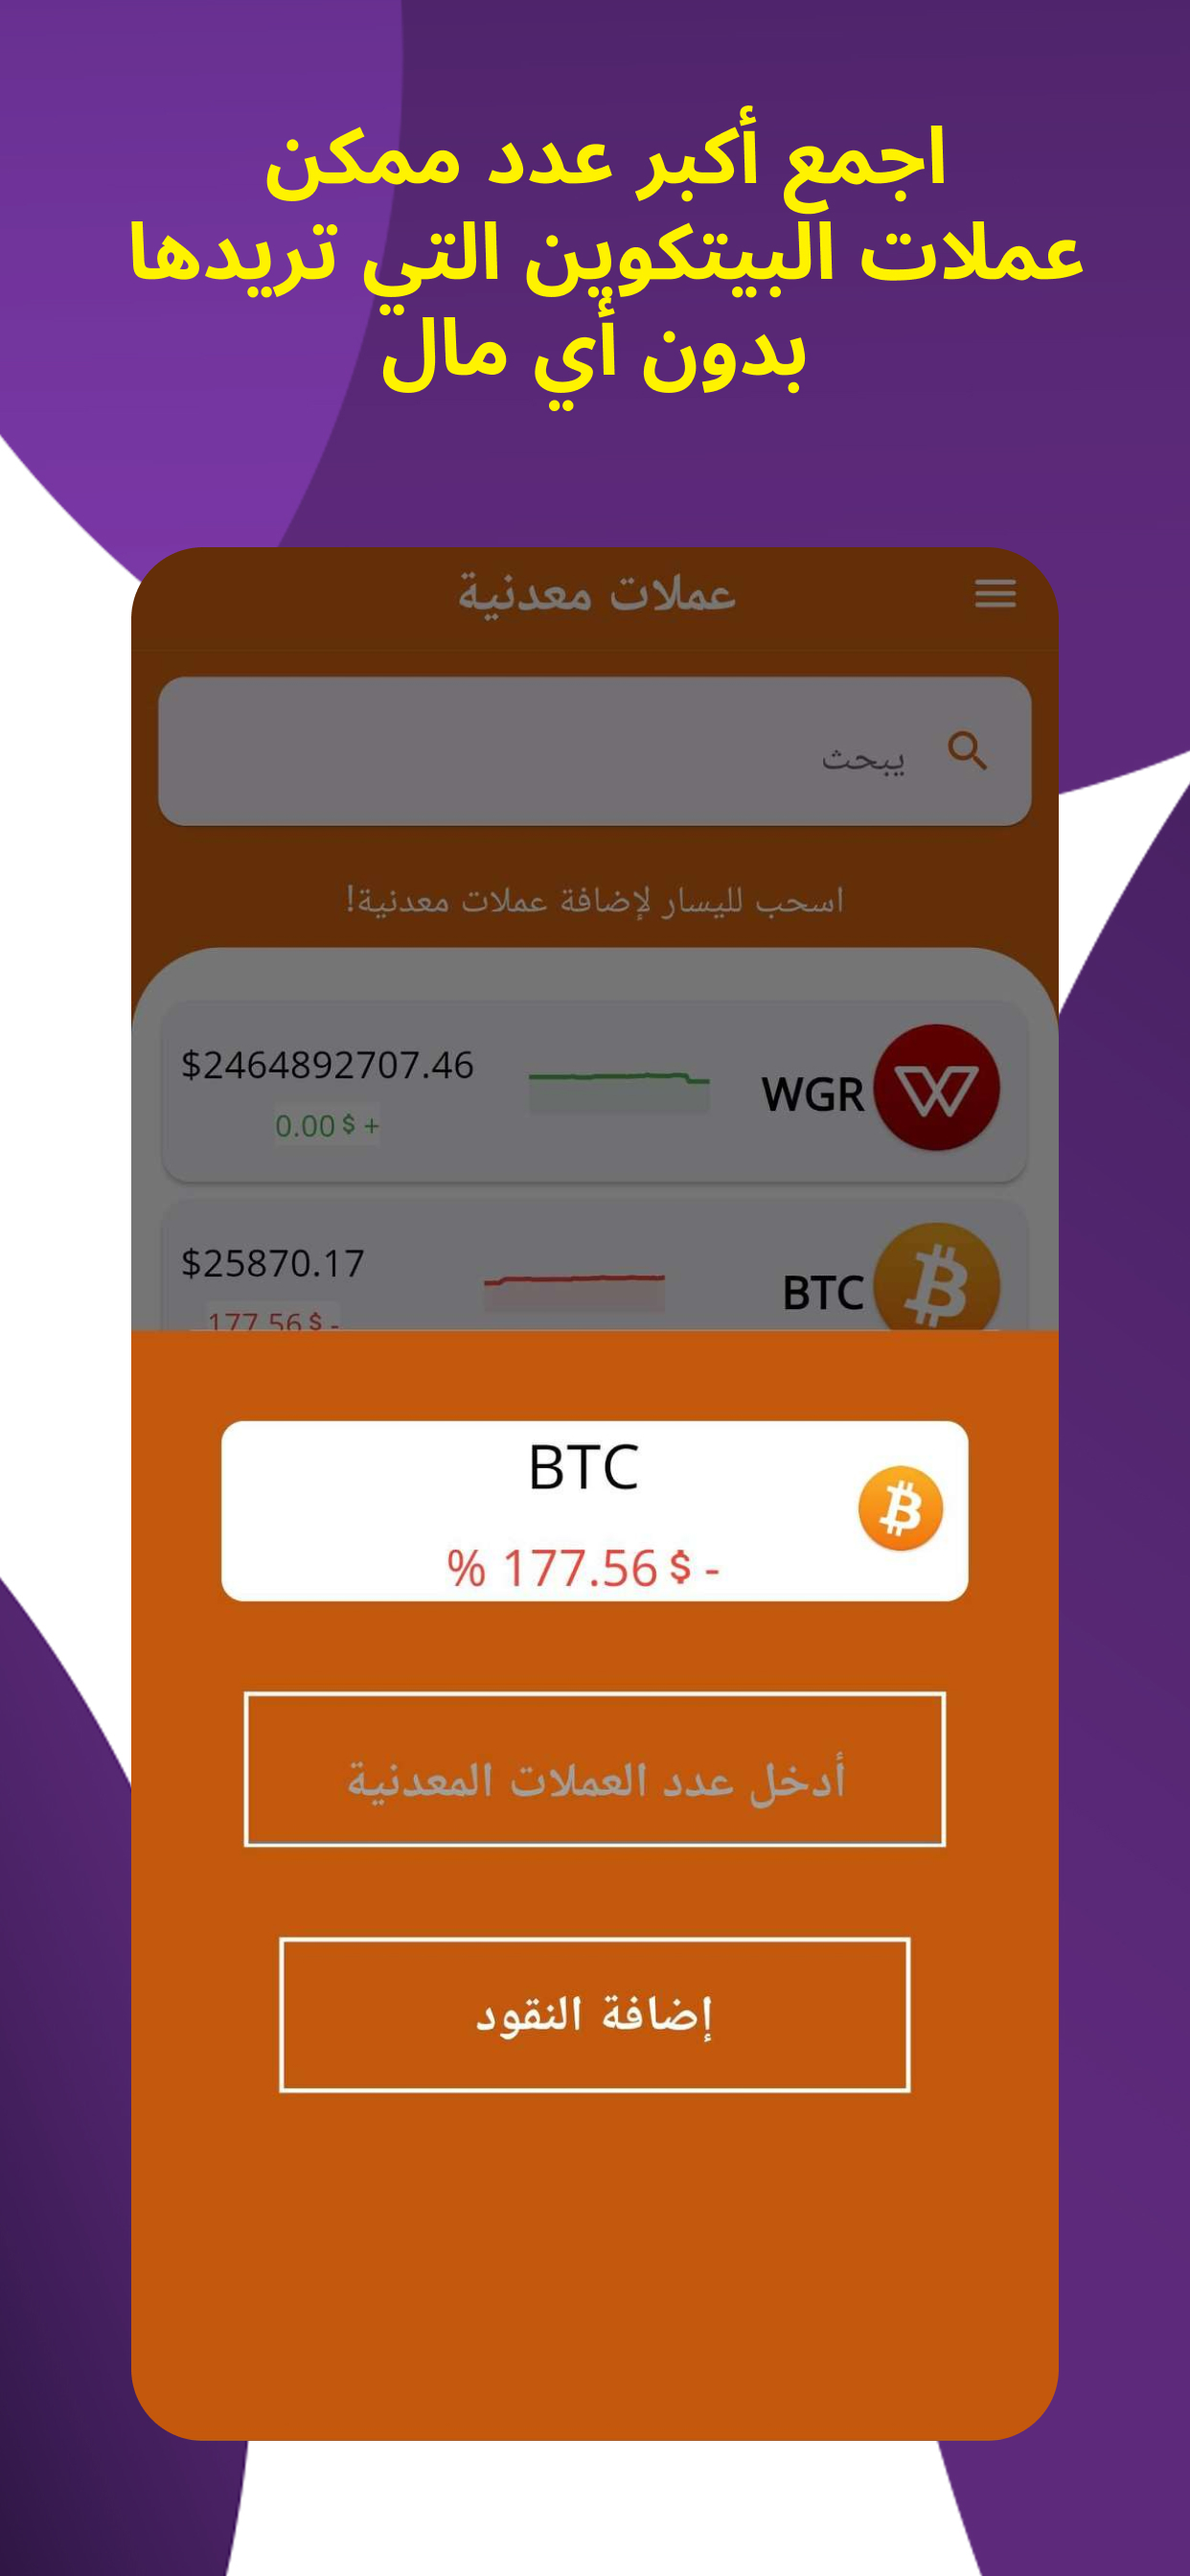 اجمع أكبر عدد ممكن
عملات البيتكوين التي تريدها
بدون أي مال
عملات معدنية
يبحث
اسحب لليسار لإضافة عملات معدنية!
WGR
$2464892707.46
0.00 $ +
BTC
$25870.17
177.56 $ -
BTC
% 177.56 $ -
أدخل عدد العملات المعدنية
إضافة النقود